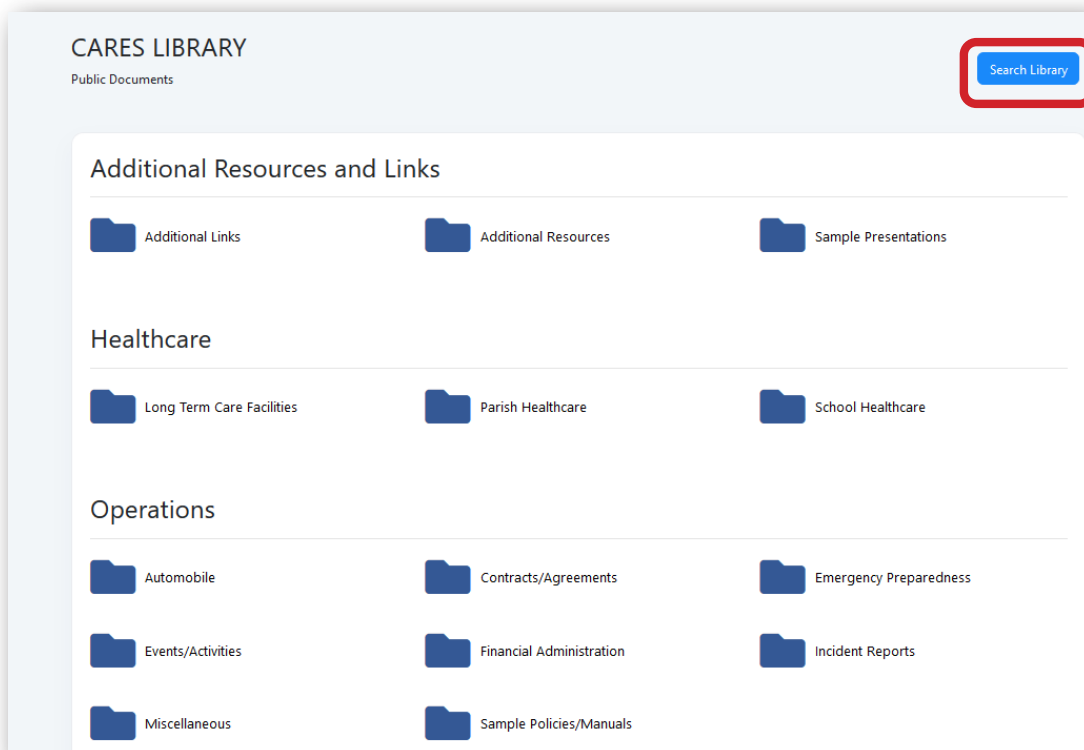 CARES LIBRARY
Public Documents
Search Library
Additional Resources and Links
Additional Links
Additional Resources
Sample Presentations
Healthcare
Long Term Care Facilities
Parish Healthcare
School Healthcare
Operations
Automobile
Contracts/Agreements
Emergency Preparedness
Events/Activities
Financial Administration
Incident Reports
Miscellaneous
Sample Policies/Manuals